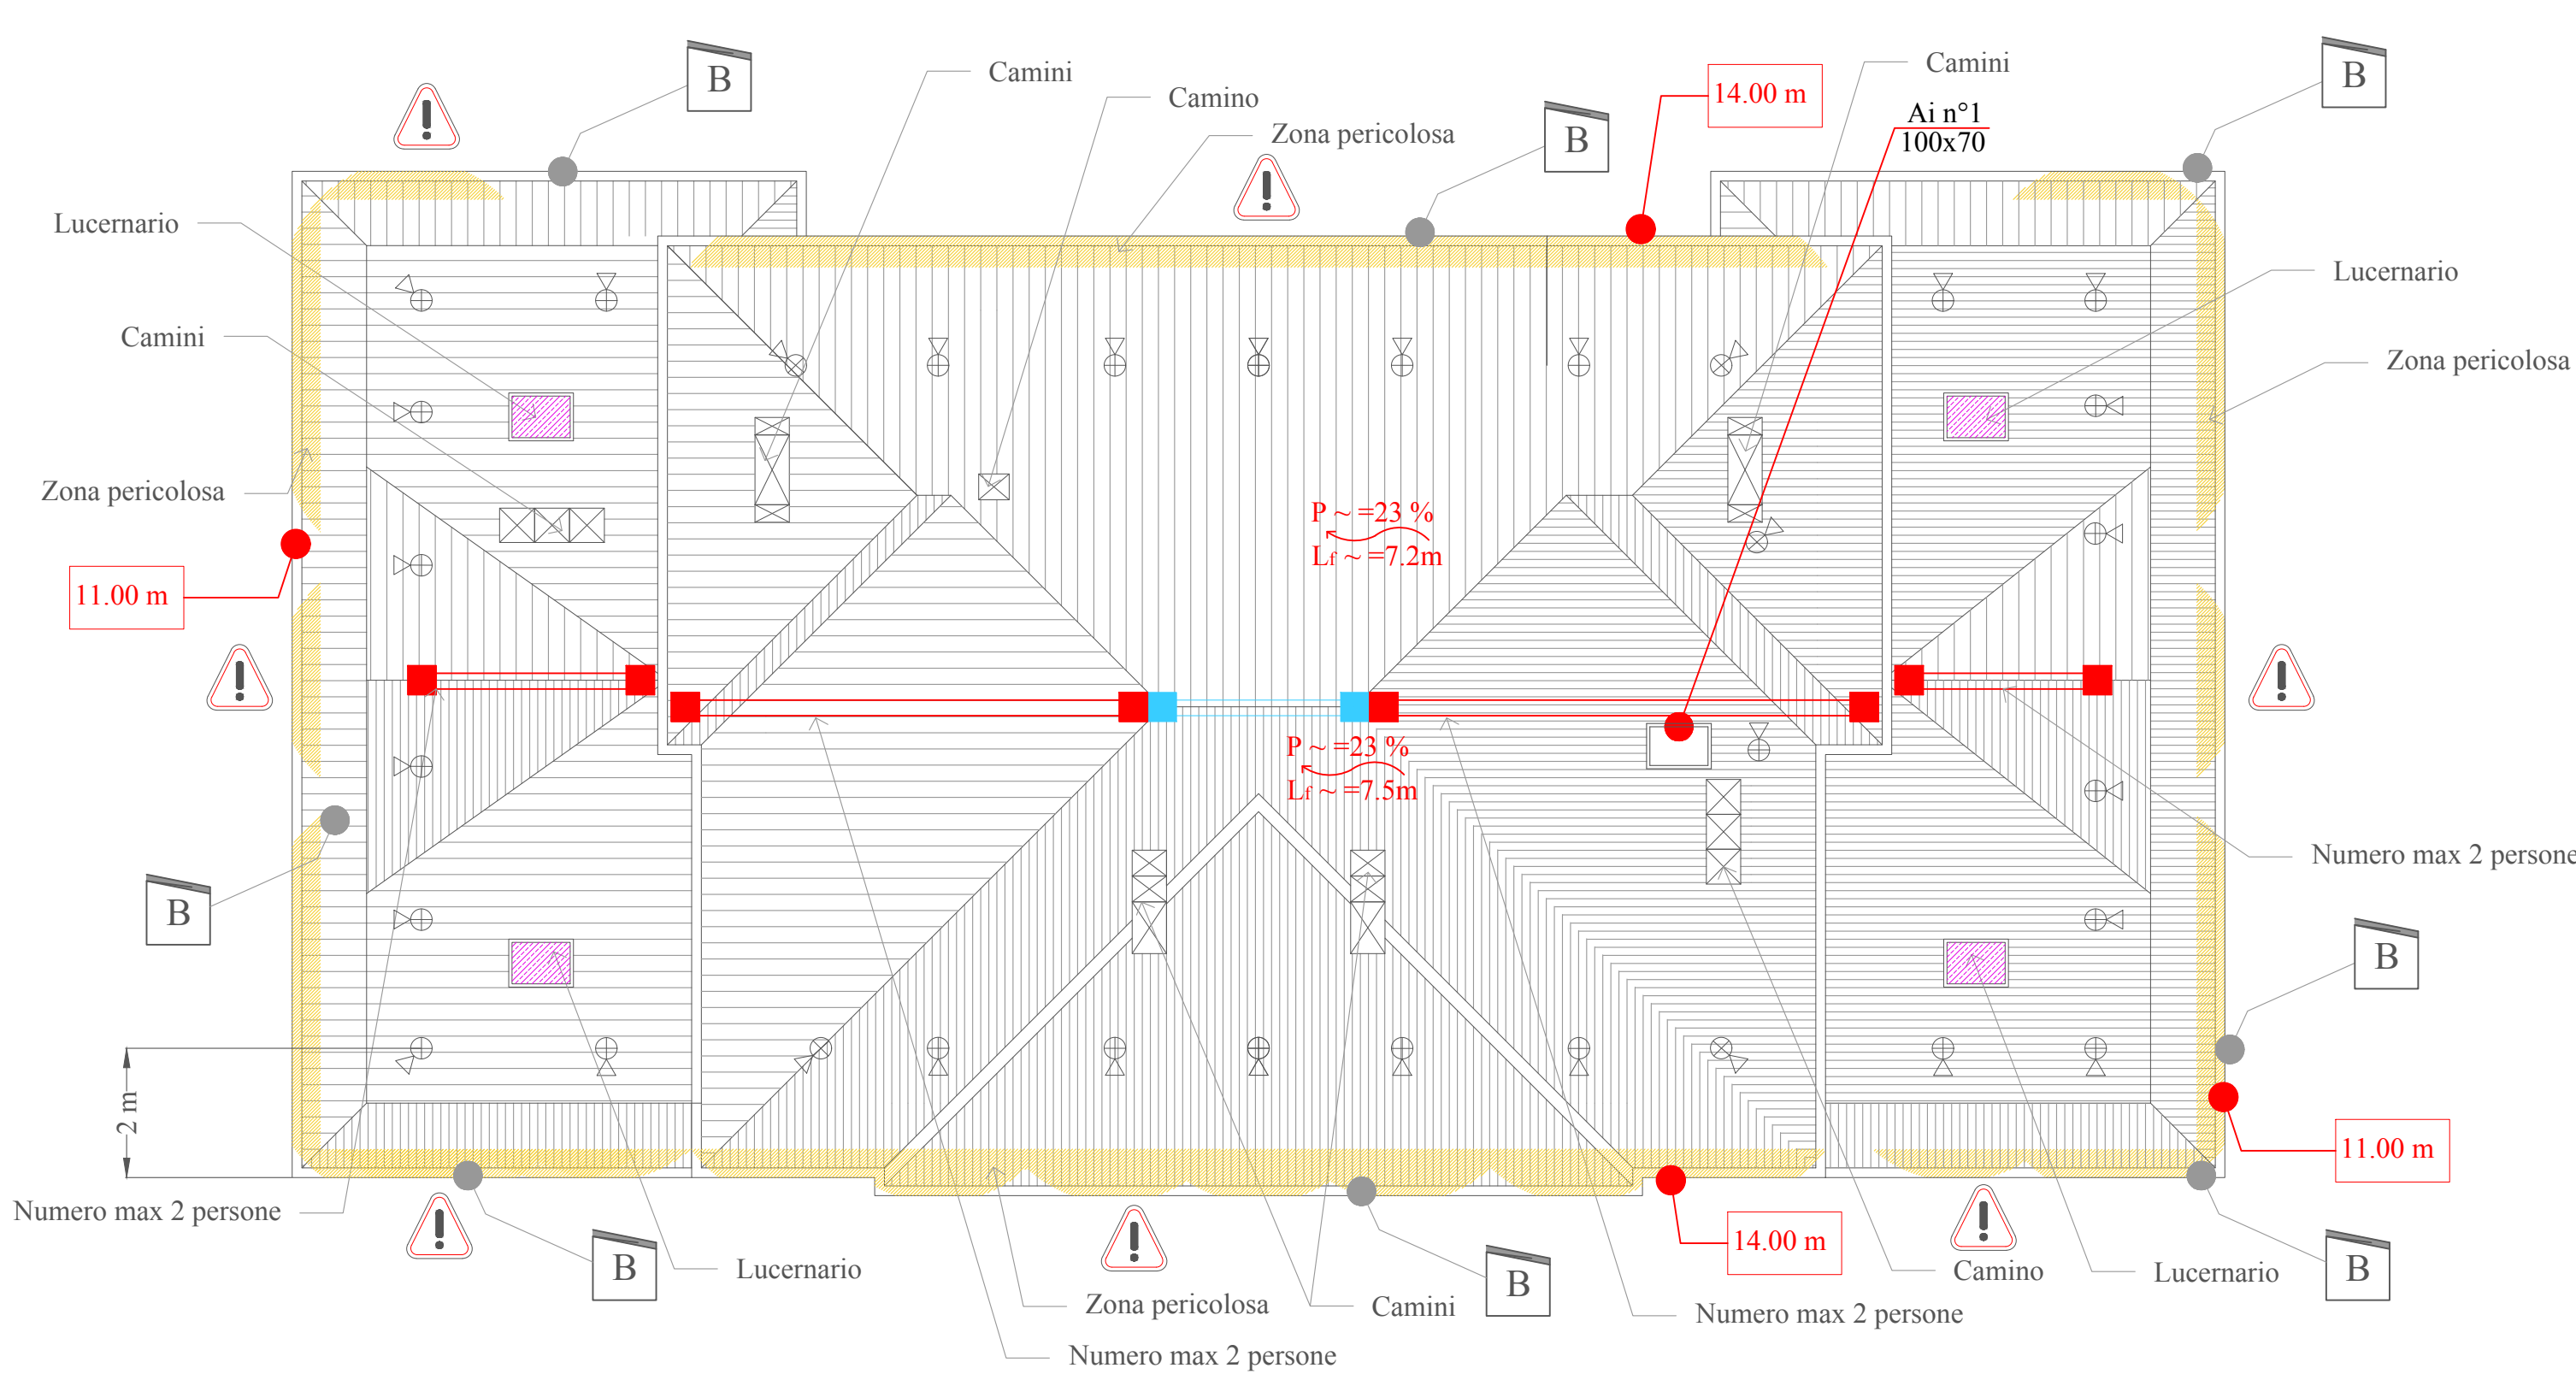 B
Camini
Camino
Zona pericolosa
B
14.00 m
Camini
Ai n°1
100x70
B
Lucernario
Lucernario
Camini
Zona pericolosa
Zona pericolosa
P ~ =23 %
Lf ~ =7.2m
11.00 m
P ~ =23 %
Lf ~ =7.5m
Numero max 2 persone
B
B
2 m
11.00 m
Numero max 2 persone
B
Lucernario
Zona pericolosa
Camini
B
14.00 m
Numero max 2 persone
Camino
Lucernario
B
Numero max 2 persone